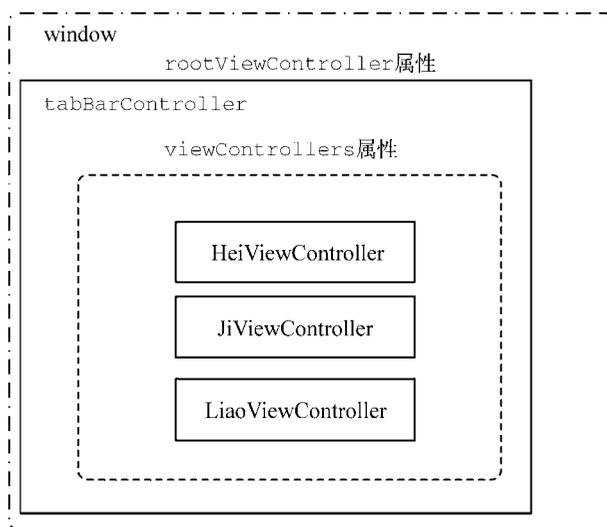 window
rootViewController属性
tabBarController
viewControllers属性
HeiViewController
JiViewController
LiaoViewController